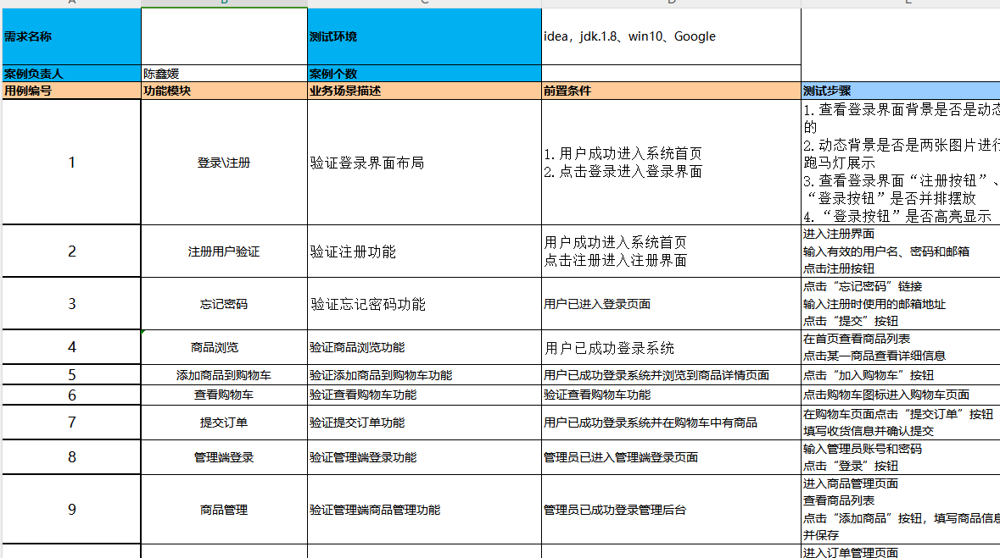 A B C D E
需求名称 测试环境 idea，jdk.1.8、win10、Google
案例负责人 陈鑫媛 案例个数
用例编号 功能模块 业务场景描述 前置条件 测试步骤
1 登录\注册 验证登录界面布局
1. 用户成功进入系统首页
2. 点击登录进入登录界面
1. 查看登录界面背景是否是动态
的
2. 动态背景是否是两张图片进行
跑马灯展示
3. 查看登录界面“注册按钮”、
“登录按钮”是否并排摆放
4. “登录按钮”是否高亮显示
2 注册用户验证 验证注册功能
用户成功进入系统首页
点击注册进入注册界面
进入注册界面
输入有效的用户名、密码和邮箱
点击注册按钮
3 忘记密码 验证忘记密码功能 用户已进入登录页面
点击“忘记密码”链接
输入注册时使用的邮箱地址
点击“提交”按钮
4 商品浏览 验证商品浏览功能 用户已成功登录系统
在首页查看商品列表
点击某一商品查看详细信息
5 添加商品到购物车 验证添加商品到购物车功能 用户已成功登录系统并浏览到商品详情页面 点击“加入购物车”按钮
6 查看购物车 验证查看购物车功能 验证查看购物车功能 点击购物车图标进入购物车页面
7 提交订单 验证提交订单功能 用户已成功登录系统并在购物车中有商品
在购物车页面点击“提交订单”按钮
填写收货信息并确认提交
8 管理端登录 验证管理端登录功能 管理员已进入管理端登录页面
输入管理员账号和密码
点击“登录”按钮
9 商品管理 验证管理端商品管理功能 管理员已成功登录管理后台
进入商品管理页面
查看商品列表
点击“添加商品”按钮，填写商品信息
并保存
进入订单管理页面